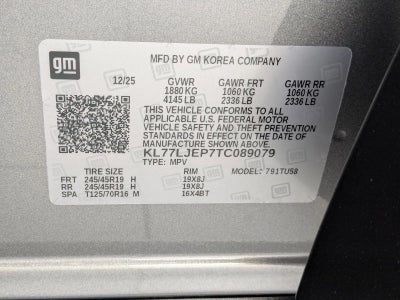 gm
MFD BY GM KOREA COMPANY
12/25 GVWR GAWR FRT GAWR RR
1880 KG 1060 KG 1060 KG
4145 LB 2336 LB 2336 LB
THIS VEHICLE CONFORMS TO ALL
APPLICABLE U.S. FEDERAL MOTOR
VEHICLE SAFETY AND THEFT PREVENTION
STANDARDS IN EFFECT ON THE DATE OF
MANUFACTURE SHOWN ABOVE.
KL77LJEP7TC089079
TYPE: MPV
TIRE SIZE RIM MODEL: 791TU58
FRT 245/45R19 H 19X8J
RR 245/45R19 H 19X8J
SPA T125/70R16 M 16X4BT